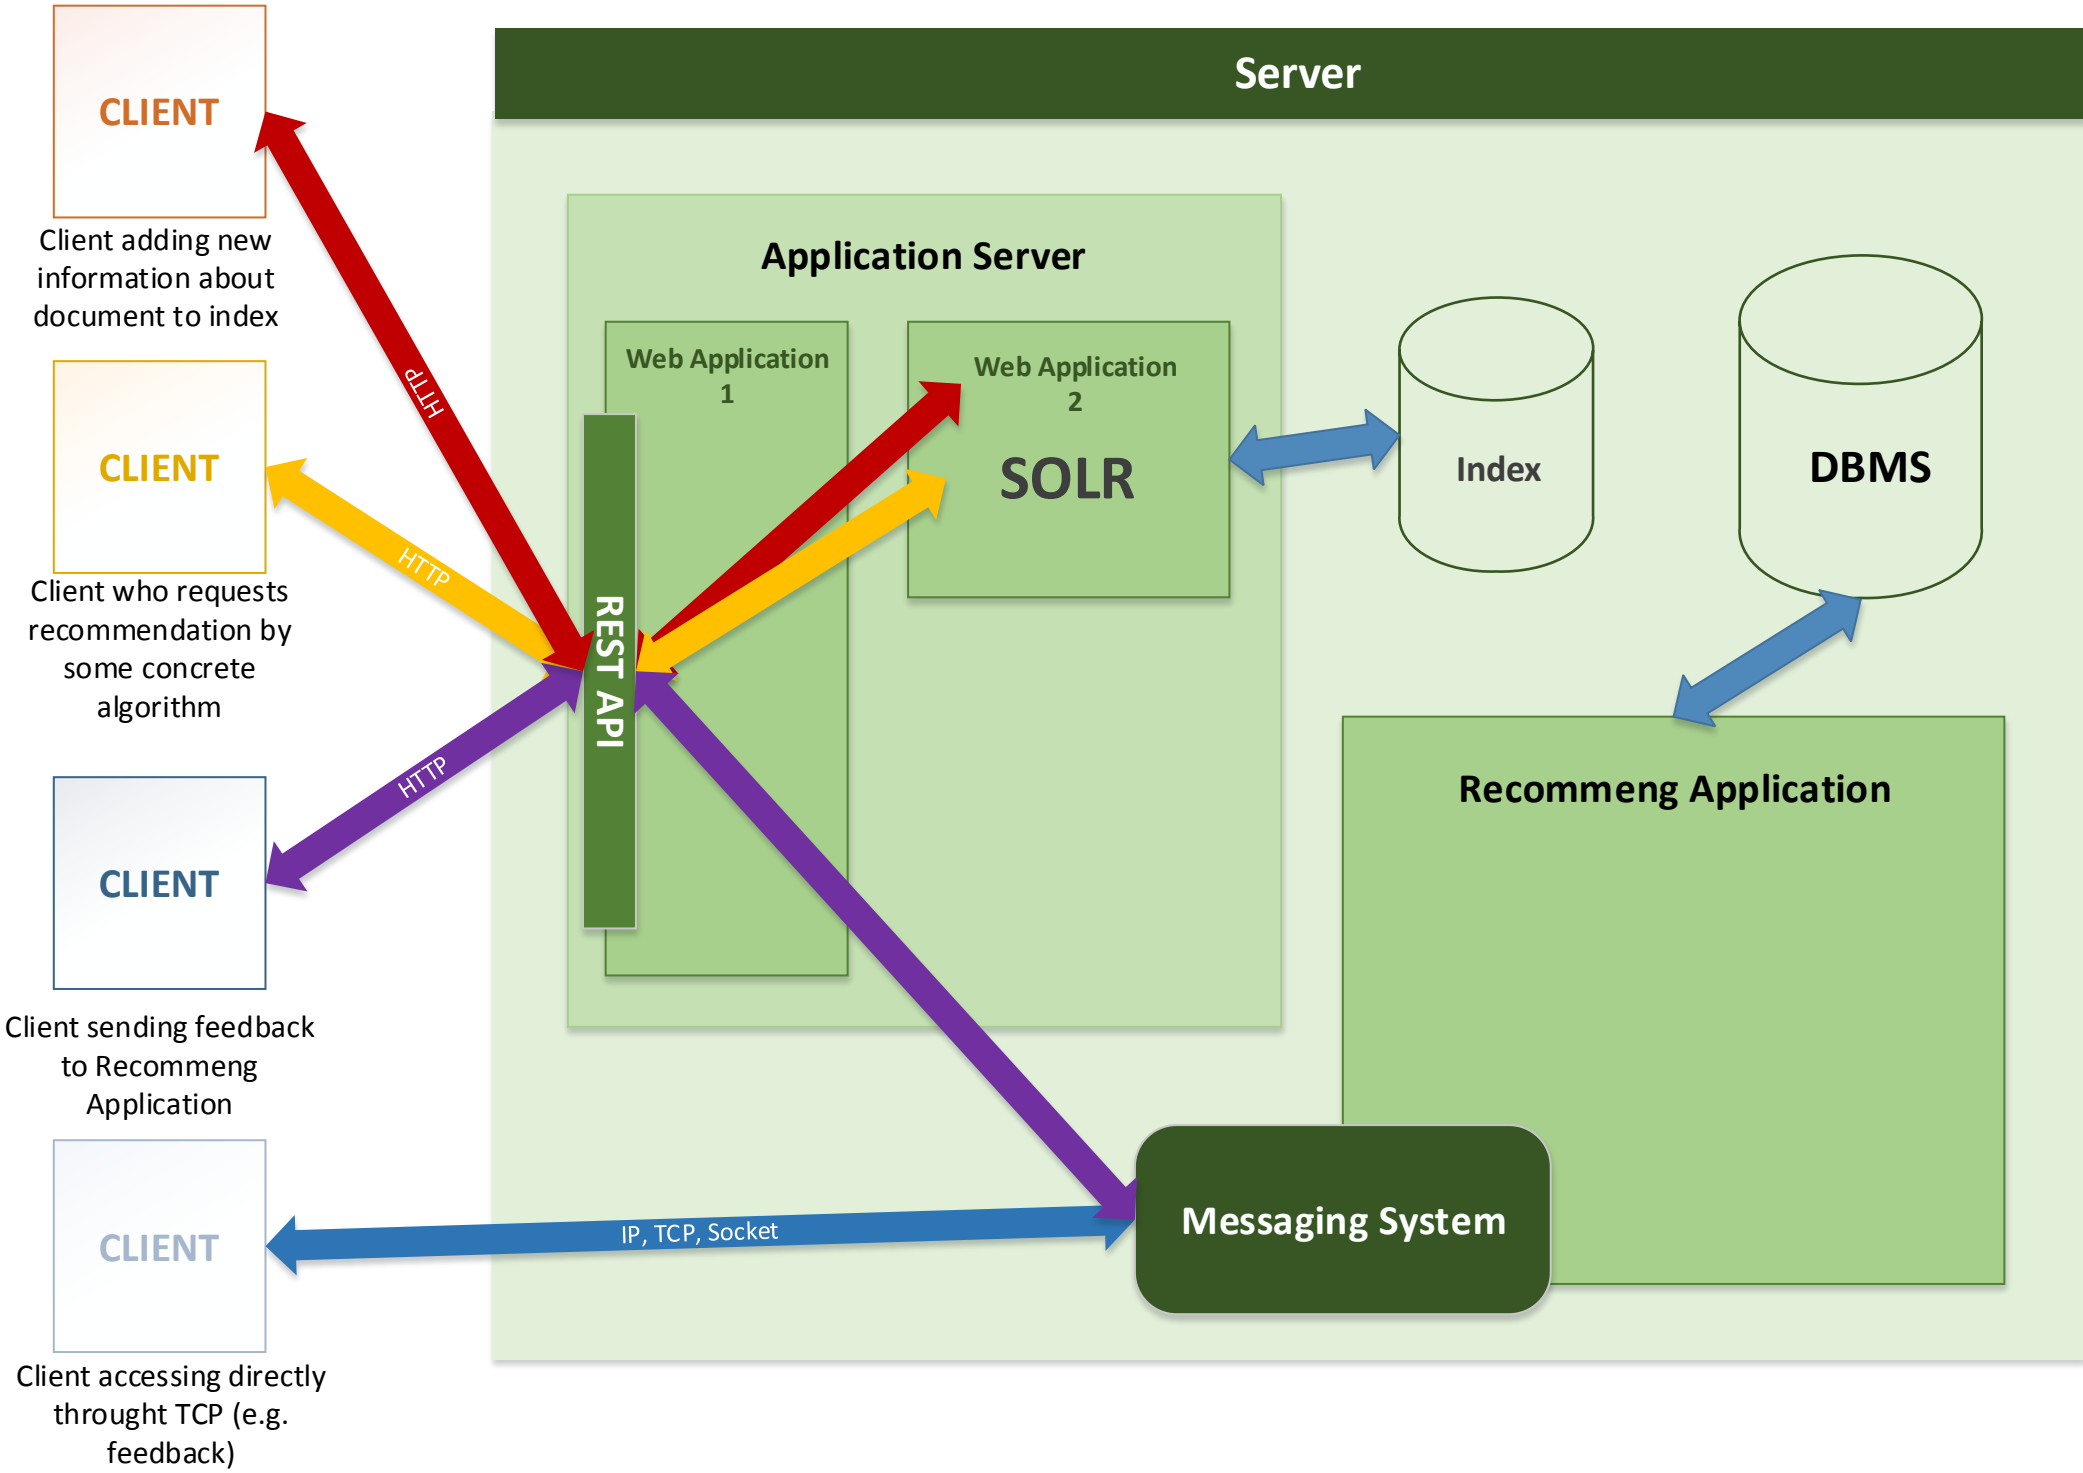 Server
CLIENT
Client adding new
information about
document to index
HTTP
CLIENT
Client who requests
recommendation by
some concrete
algorithm
HTTP
CLIENT
Client sending feedback
to Recommeng
Application
HTTP
CLIENT
Client accessing directly
throught TCP (e.g.
feedback)
IP, TCP, Socket
Application Server
Web Application
1
REST API
Web Application
2
SOLR
Index
DBMS
Recommeng Application
Messaging System